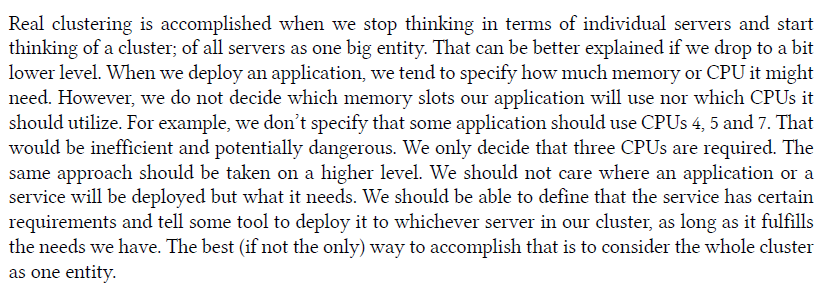 Real clustering is accomplished when we stop thinking in terms of individual servers and start
thinking of a cluster; of all servers as one big entity. That can be better explained if we drop to a bit
lower level. When we deploy an application, we tend to specify how much memory or CPU it might
need. However, we do not decide which memory slots our application will use nor which CPUs it
should utilize. For example, we don’t specify that some application should use CPUs 4, 5 and 7. That
would be inefficient and potentially dangerous. We only decide that three CPUs are required. The
same approach should be taken on a higher level. We should not care where an application or a
service will be deployed but what it needs. We should be able to define that the service has certain
requirements and tell some tool to deploy it to whichever server in our cluster, as long as it fulfills
the needs we have. The best (if not the only) way to accomplish that is to consider the whole cluster
as one entity.